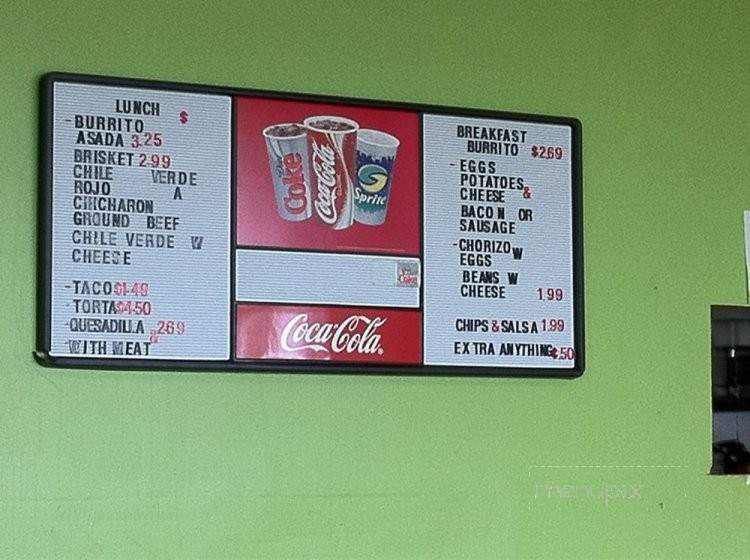 LUNCH $
-BURRITO
ASADA 3.25
BRISKET 2.99
CHILE VERDE
ROJO A
CHICHARON
GROUND BEEF
CHILE VERDE W
CHEESE
-TACO $1.49
-TORTA $4.50
-QUESADILLA 2.69
&
-WITH MEAT
Diet
Coke
Coca-Cola
Sprite
Coca-Cola
BREAKFAST
BURRITO $2.69
-EGGS
POTATOES &
CHEESE
BACON OR
SAUSAGE
-CHORIZO W
EGGS
BEANS W
CHEESE 1.99
CHIPS & SALSA 1.99
EXTRA ANYTHING .50
menupix